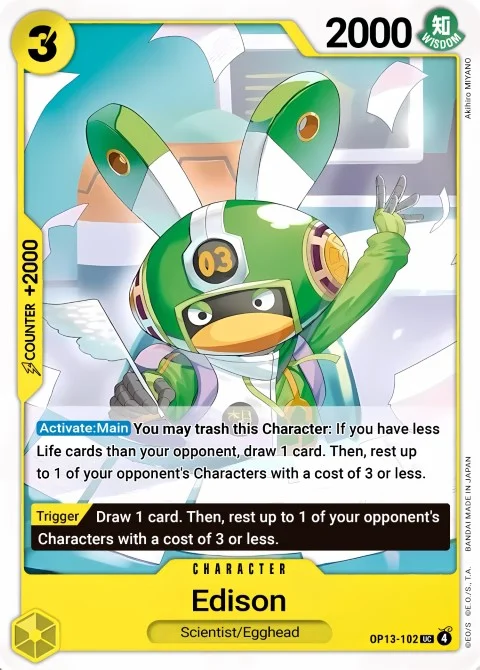 3
2000
知
WISDOM
Akihiro MIYANO
03
COUNTER +2000
Activate:Main You may trash this Character: If you have less
Life cards than your opponent, draw 1 card. Then, rest up
to 1 of your opponent's Characters with a cost of 3 or less.
Trigger Draw 1 card. Then, rest up to 1 of your opponent's
Characters with a cost of 3 or less.
CHARACTER
Edison
Scientist/Egghead
OP13-102 UC 4
©E.O/S ©E.O./S.,T.A. BANDAI MADE IN JAPAN